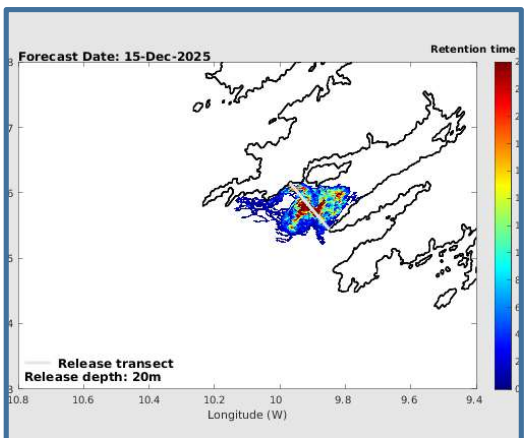 Retention time
Forecast Date: 15-Dec-2025
8
7
6
5
4
3
Release transect
Release depth: 20m
10.8 10.6 10.4 10.2 10 9.8 9.6 9.4
Longitude (W)